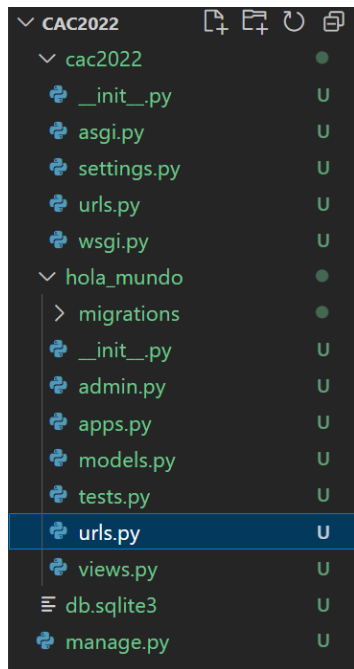 CAC2022
cac2022
__init__.py U
asgi.py U
settings.py U
urls.py U
wsgi.py U
hola_mundo
migrations
__init__.py U
admin.py U
apps.py U
models.py U
tests.py U
urls.py U
views.py U
db.sqlite3 U
manage.py U